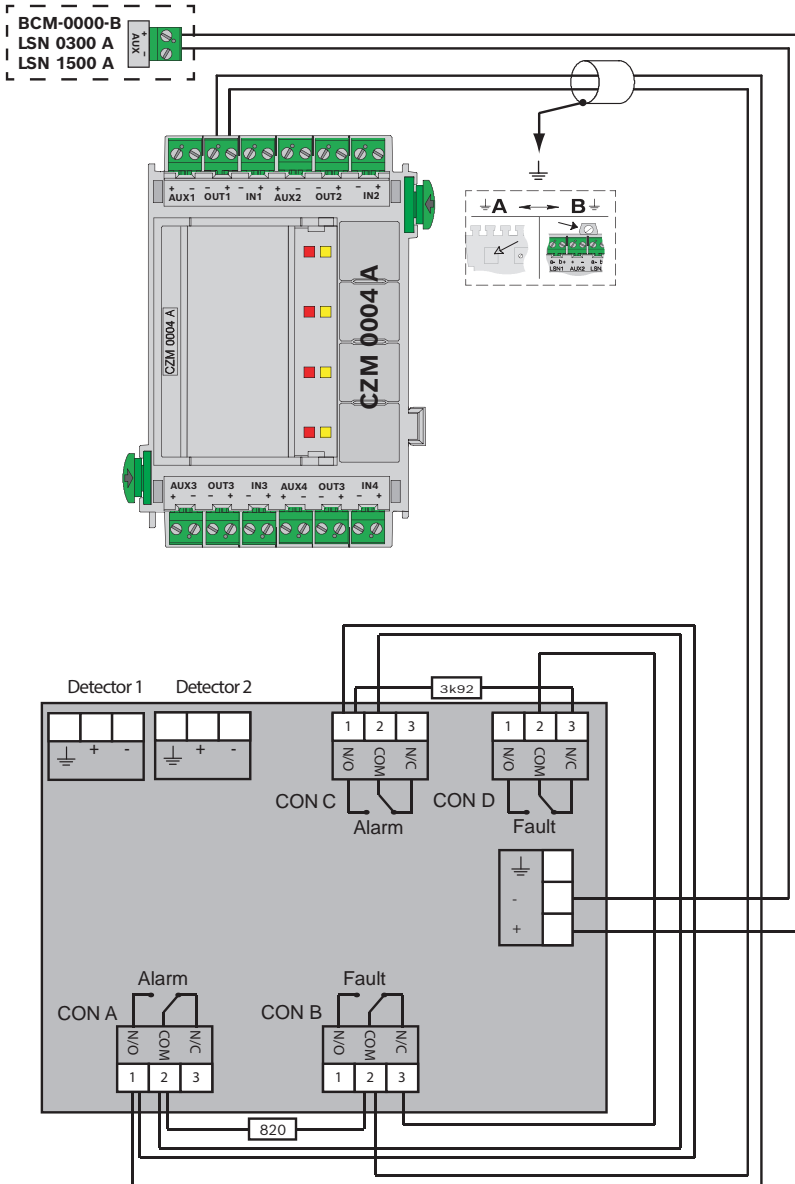 BCM-0000-B
LSN 0300 A
LSN 1500 A
AUX
+
-
+ - - + - + + - - + - +
AUX1 OUT1 IN1 AUX2 OUT2 IN2
A B
a- b+ + - a- b
LSN1 AUX2 LSN
CZM 0004 A
CZM 0004 A
AUX3 OUT3 IN3 AUX4 OUT3 IN4
+ - - + - + + - - + - +
3k92
Detector 1 Detector 2
+ - + -
1 2 3 1 2 3
N/O COM N/C N/O COM N/C
CON C CON D
Alarm Fault
-
+
Alarm Fault
CON A CON B
N/O COM N/C N/O COM N/C
1 2 3 1 2 3
820